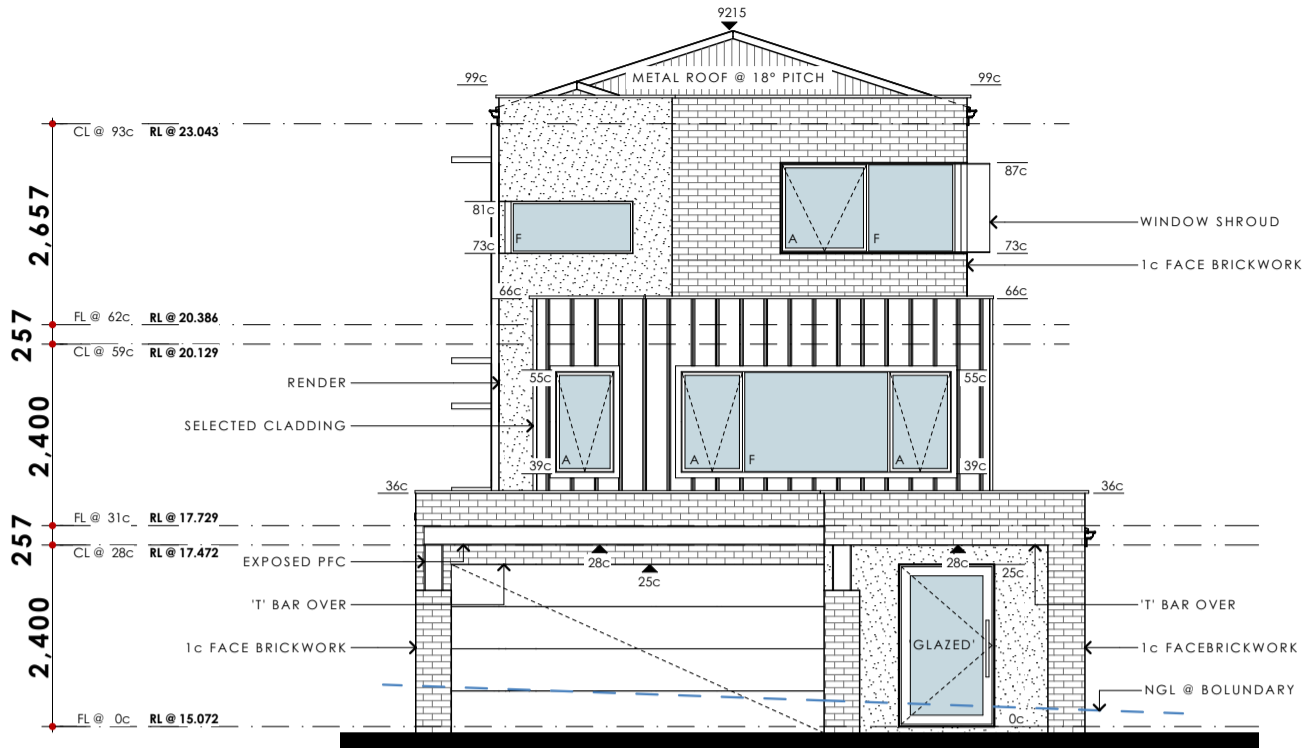 9215
METAL ROOF @ 18° PITCH
99c
99c
CL @ 93c RL @ 23.043
87c
2,657
81c
A
F
WINDOW SHROUD
F
73c
73c
1c FACE BRICKWORK
66c
66c
FL @ 62c RL @ 20.386
257
CL @ 59c RL @ 20.129
RENDER
55c
55c
2,400
SELECTED CLADDING
A
A
F
A
39c
39c
36c
36c
FL @ 31c RL @ 17.729
257
CL @ 28c RL @ 17.472
EXPOSED PFC
28c
28c
25c
25c
'T' BAR OVER
'T' BAR OVER
2,400
1c FACE BRICKWORK
'GLAZED'
1c FACEBRICKWORK
NGL @ BOLUNDARY
FL @ 0c RL @ 15.072
0c